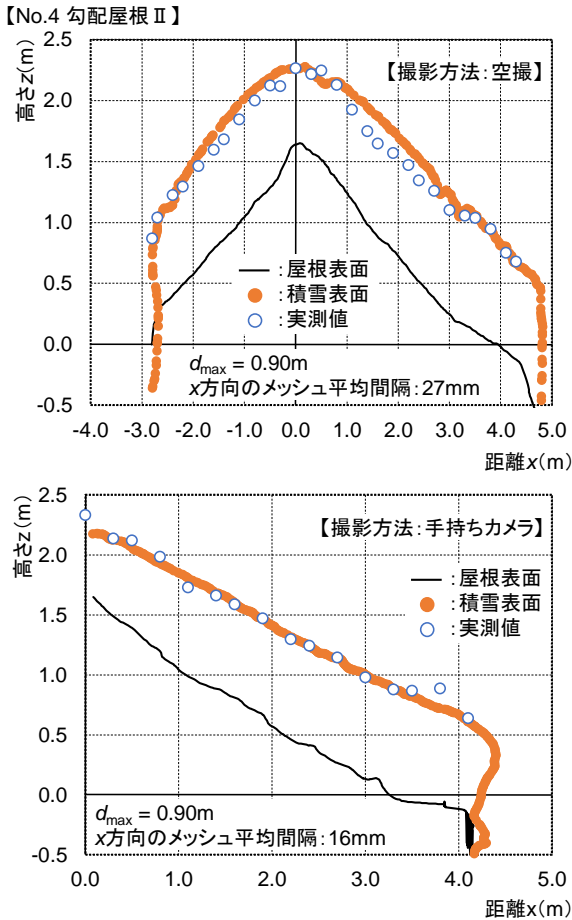 【No.4 勾配屋根Ⅱ】
高さz(m)
【撮影方法:空撮】
2.5
2.0
1.5
1.0
0.5
0.0
-0.5
:屋根表面
:積雪表面
:実測値
dmax = 0.90m
x方向のメッシュ平均間隔:27mm
-4.0 -3.0 -2.0 -1.0 0.0 1.0 2.0 3.0 4.0 5.0
距離x(m)
高さz(m)
【撮影方法:手持ちカメラ】
2.5
2.0
1.5
1.0
0.5
0.0
-0.5
:屋根表面
:積雪表面
:実測値
dmax = 0.90m
x方向のメッシュ平均間隔:16mm
0.0 1.0 2.0 3.0 4.0 5.0
距離x(m)